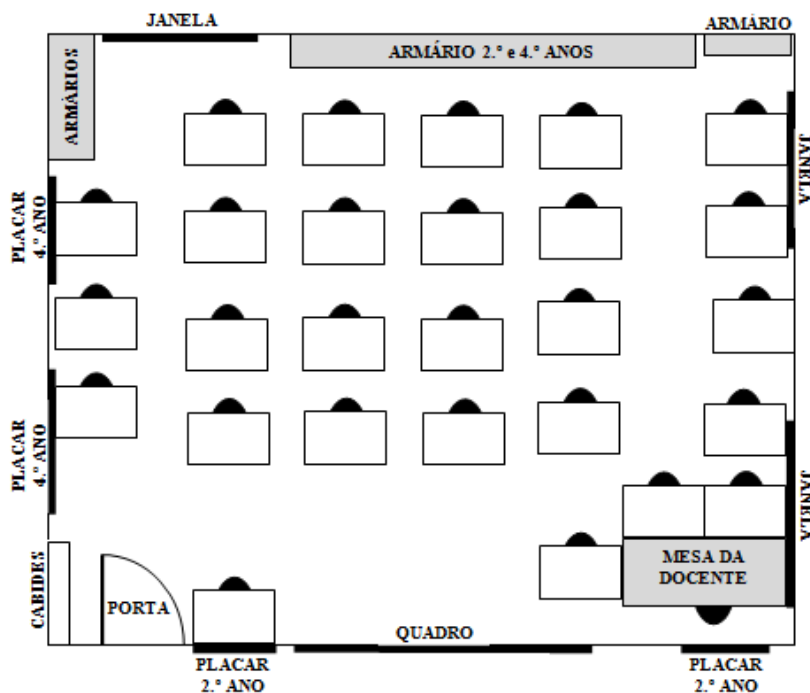 JANELA
ARMÁRIO
ARMÁRIO 2.º e 4.º ANOS
ARMÁRIOS
JANELA
PLACAR
4.º ANO
PLACAR
4.º ANO
JANELA
CABIDES
PORTA
MESA DA
DOCENTE
QUADRO
PLACAR
2.º ANO
PLACAR
2.º ANO